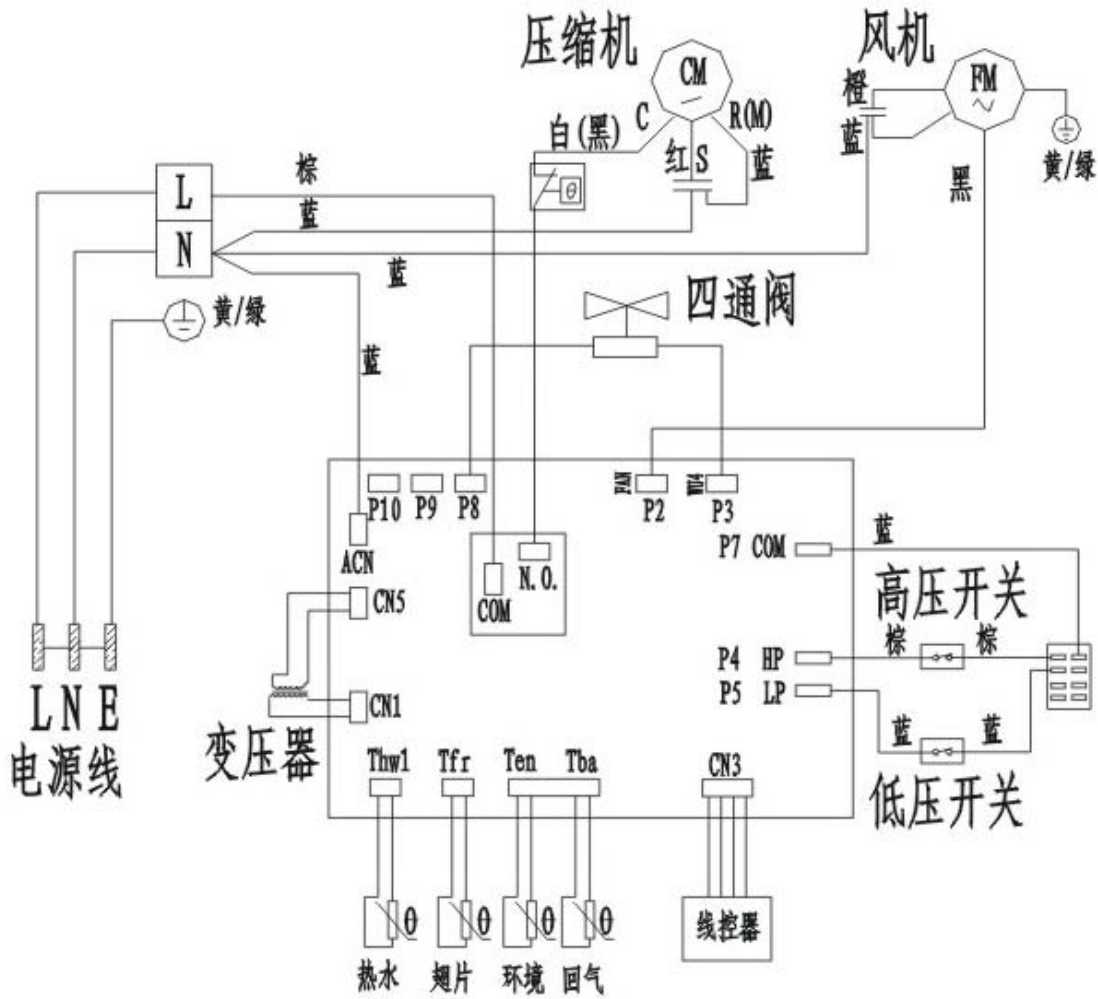 压缩机
风机
CM
FM
C
R(M)
橙
白(黑)
红 S
蓝
蓝
黄/绿
黑
L
棕
蓝
N
蓝
四通阀
黄/绿
蓝
FAN
P10
P9
P8
P2
P3
P7 COM
蓝
ACN
N.O.
COM
CN5
高压开关
棕
棕
P4 HP
P5 LP
CN1
蓝
蓝
L N E
电源线
变压器
低压开关
Thw1
Tfr
Ten
Tba
CN3
θ
θ
θ
θ
θ
线控器
热水
翅片
环境
回气